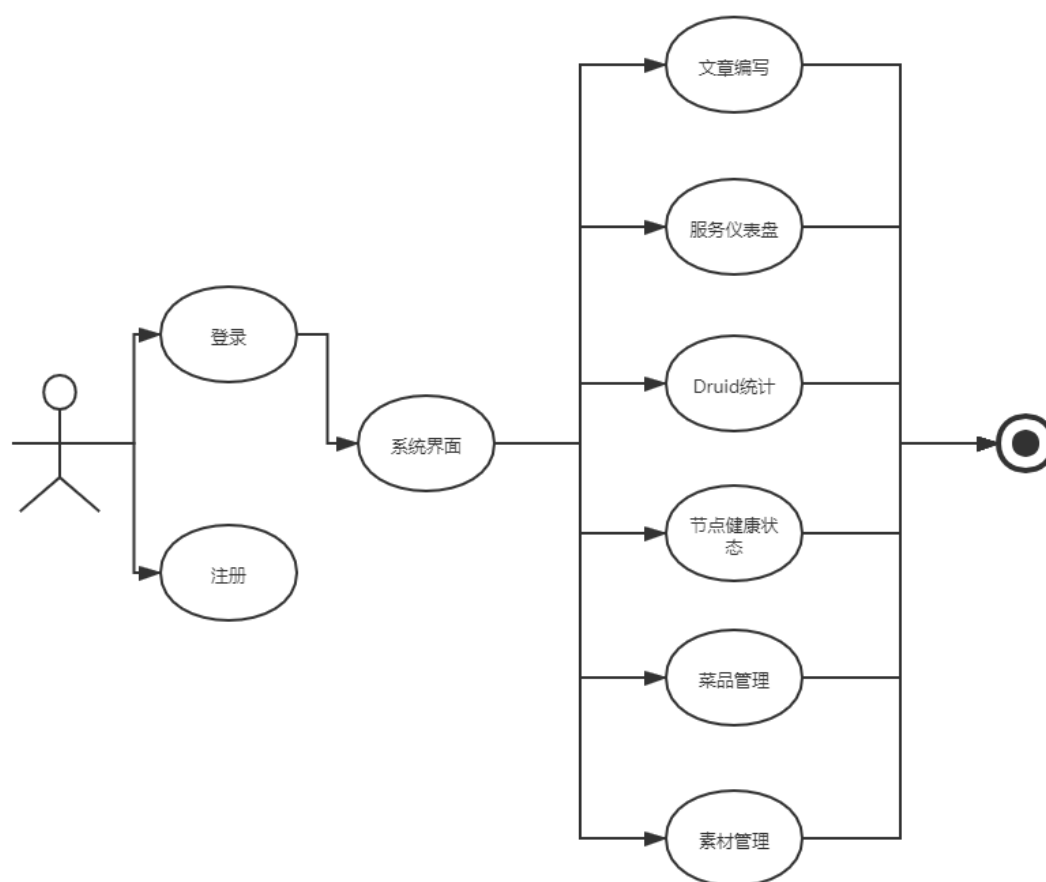 文章编写
服务仪表盘
登录
Druid统计
系统界面
节点健康状
态
注册
菜品管理
素材管理